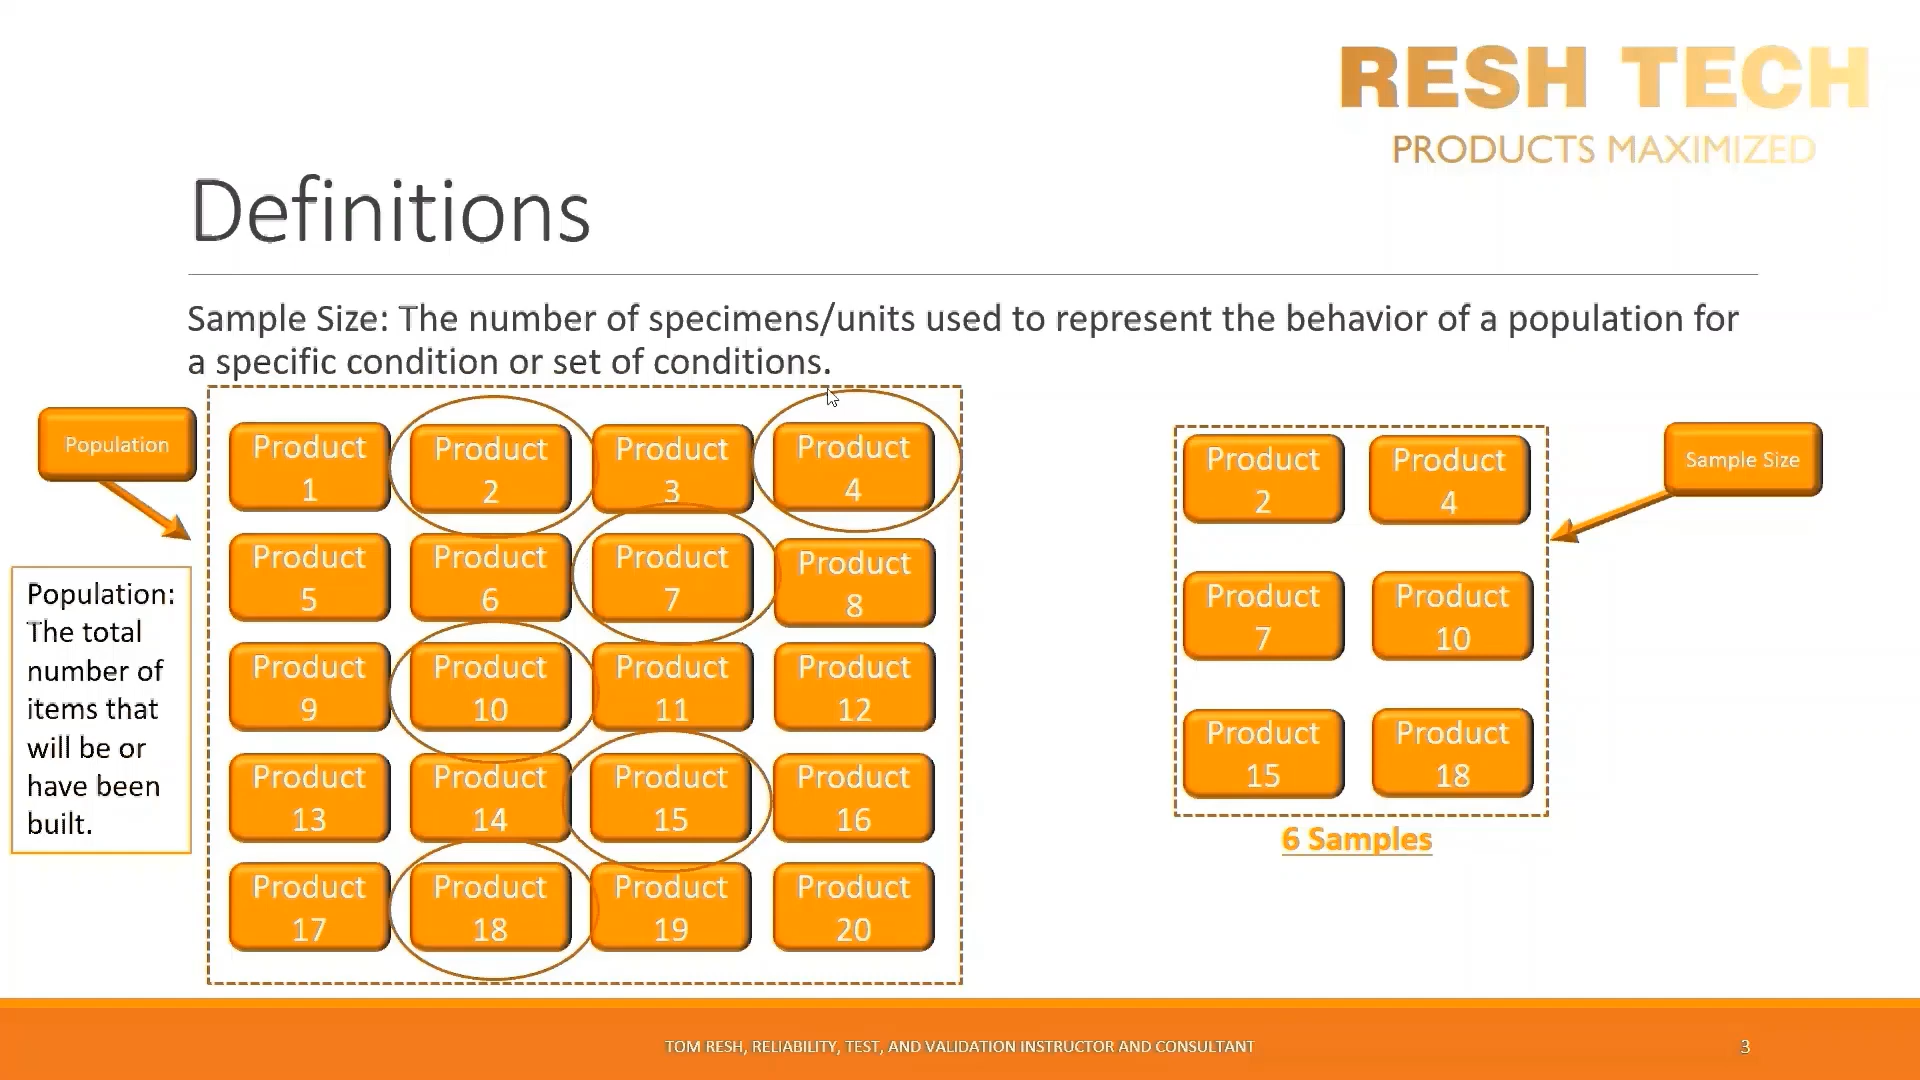 RESH TECH
PRODUCTS MAXIMIZED
Definitions
Sample Size: The number of specimens/units used to represent the behavior of a population for
a specific condition or set of conditions.
Population
Population:
The total
number of
items that
will be or
have been
built.
Product
1
Product
2
Product
3
Product
4
Product
5
Product
6
Product
7
Product
8
Product
9
Product
10
Product
11
Product
12
Product
13
Product
14
Product
15
Product
16
Product
17
Product
18
Product
19
Product
20
Product
2
Product
4
Product
7
Product
10
Product
15
Product
18
6 Samples
Sample Size
TOM RESH, RELIABILITY, TEST, AND VALIDATION INSTRUCTOR AND CONSULTANT
3